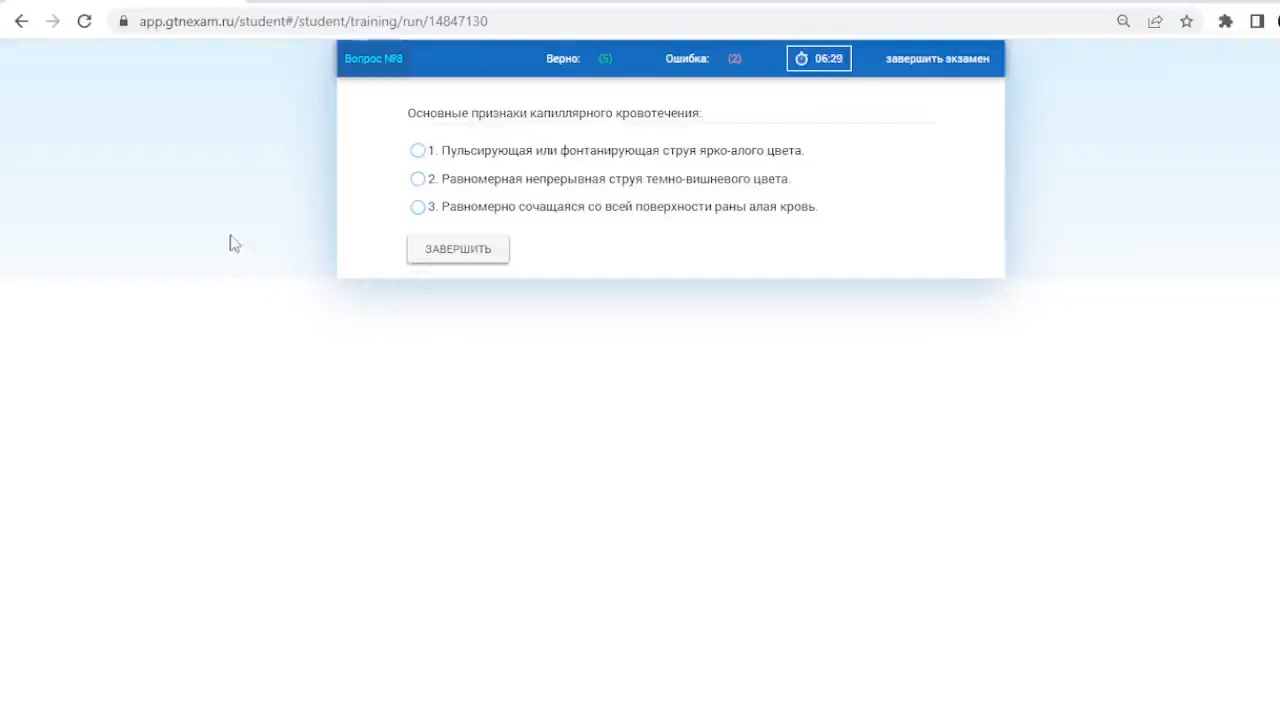 app.gtnexam.ru/student#/student/training/run/14847130
Вопрос №8 Верно: (5) Ошибка: (2) 06:29 завершить экзамен
Основные признаки капиллярного кровотечения:
1. Пульсирующая или фонтанирующая струя ярко-алого цвета.
2. Равномерная непрерывная струя темно-вишневого цвета.
3. Равномерно сочащаяся со всей поверхности раны алая кровь.
ЗАВЕРШИТЬ